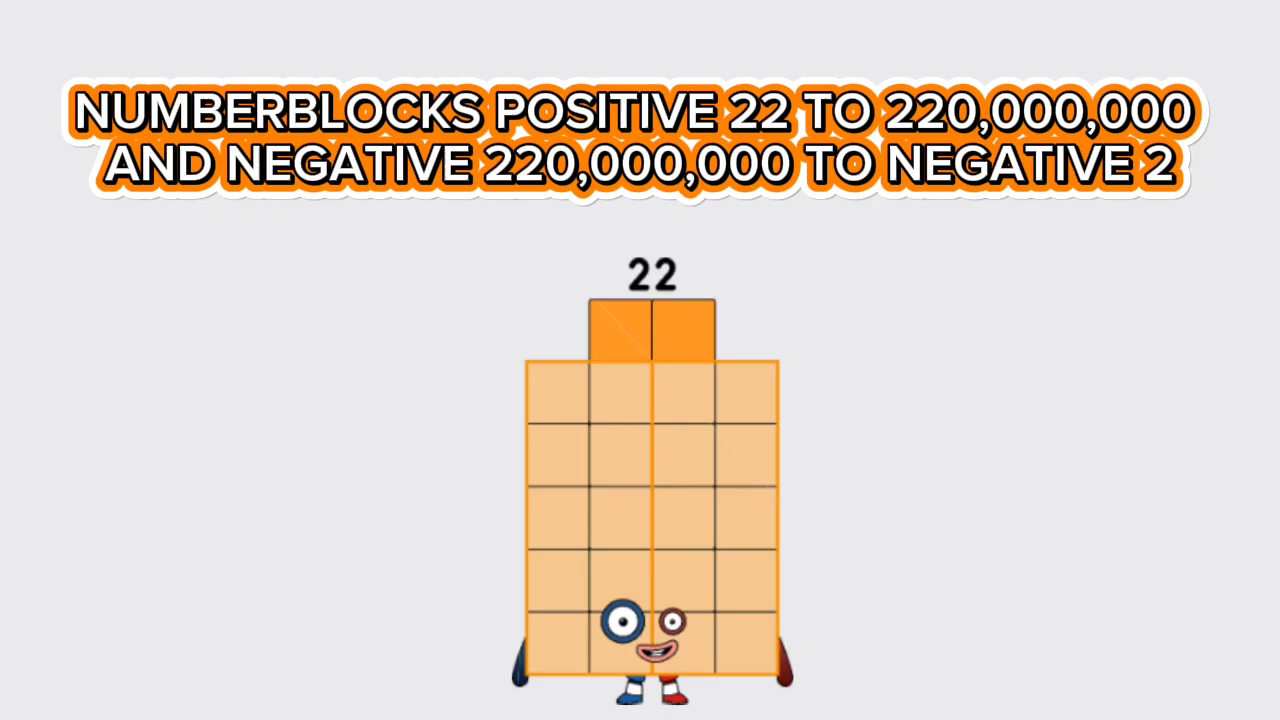 NUMBERBLOCKS POSITIVE 22 TO 220,000,000
AND NEGATIVE 220,000,000 TO NEGATIVE 2
22